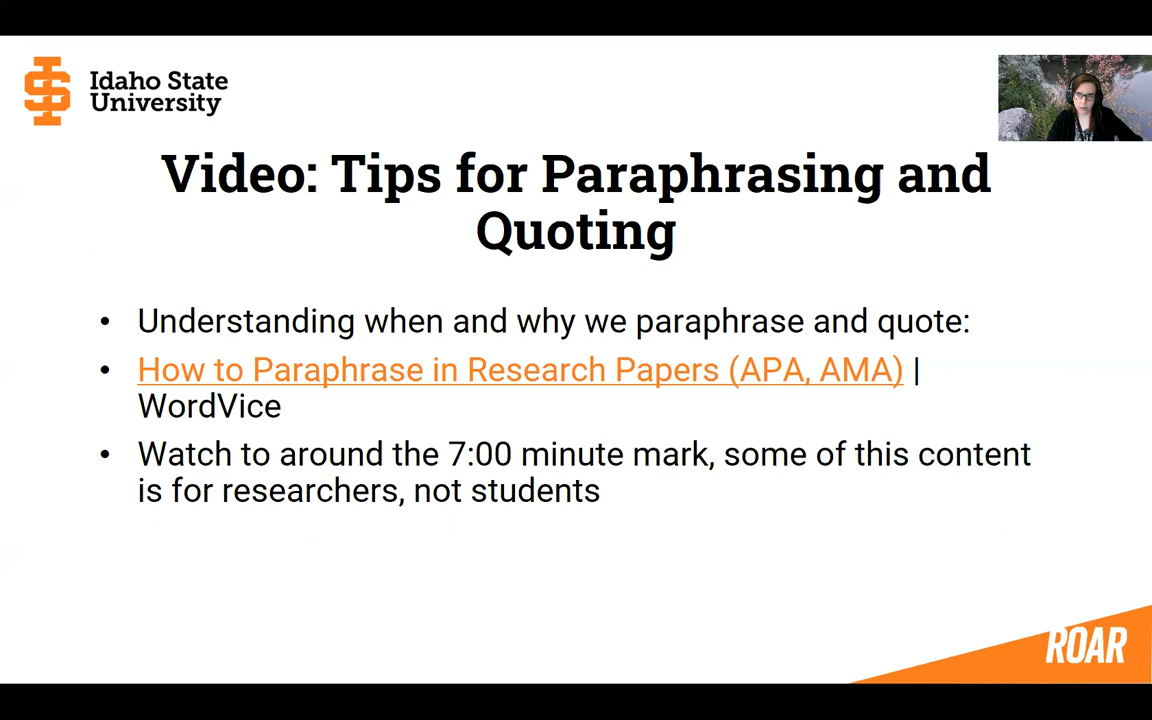 Idaho State
University
Video: Tips for Paraphrasing and
Quoting
• Understanding when and why we paraphrase and quote:
• How to Paraphrase in Research Papers (APA, AMA) |
WordVice
• Watch to around the 7:00 minute mark, some of this content
is for researchers, not students
ROAR